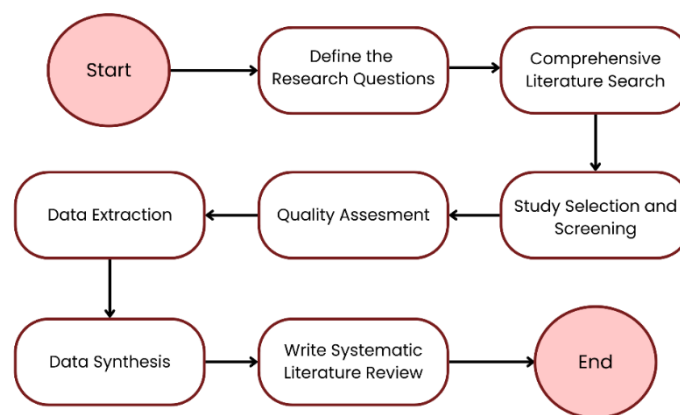 Start
Define the
Research Questions
Comprehensive
Literature Search
Study Selection and
Screening
Quality Assesment
Data Extraction
Data Synthesis
Write Systematic
Literature Review
End